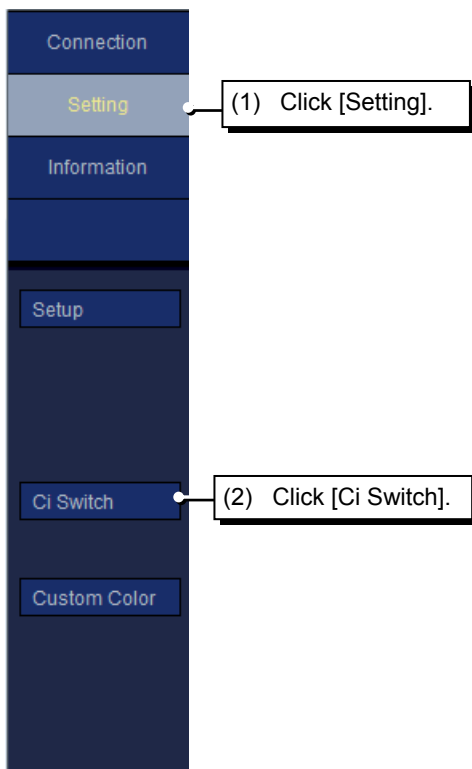 Connection
Setting
(1) Click [Setting].
Information
Setup
Ci Switch
(2) Click [Ci Switch].
Custom Color